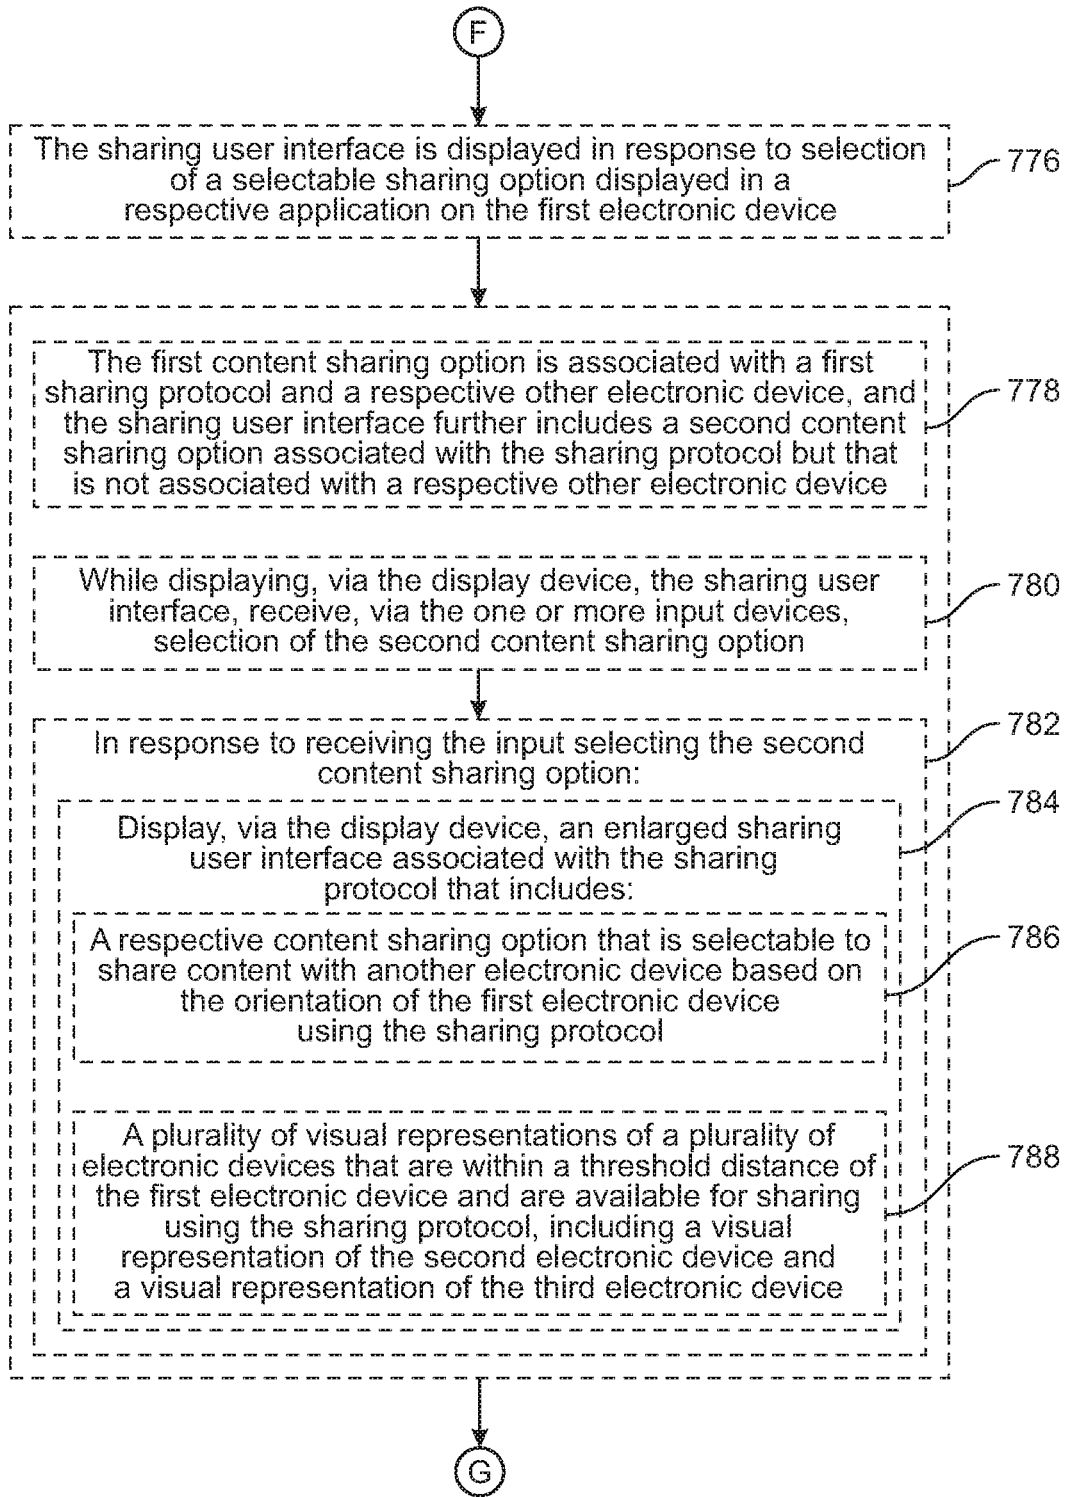 F
The sharing user interface is displayed in response to selection
of a selectable sharing option displayed in a
respective application on the first electronic device
776
The first content sharing option is associated with a first
sharing protocol and a respective other electronic device, and
the sharing user interface further includes a second content
sharing option associated with the sharing protocol but that
is not associated with a respective other electronic device
778
While displaying, via the display device, the sharing user
interface, receive, via the one or more input devices,
selection of the second content sharing option
780
In response to receiving the input selecting the second
content sharing option:
782
Display, via the display device, an enlarged sharing
user interface associated with the sharing
protocol that includes:
784
A respective content sharing option that is selectable to
share content with another electronic device based on
the orientation of the first electronic device
using the sharing protocol
786
A plurality of visual representations of a plurality of
electronic devices that are within a threshold distance of
the first electronic device and are available for sharing
using the sharing protocol, including a visual
representation of the second electronic device and
a visual representation of the third electronic device
788
G